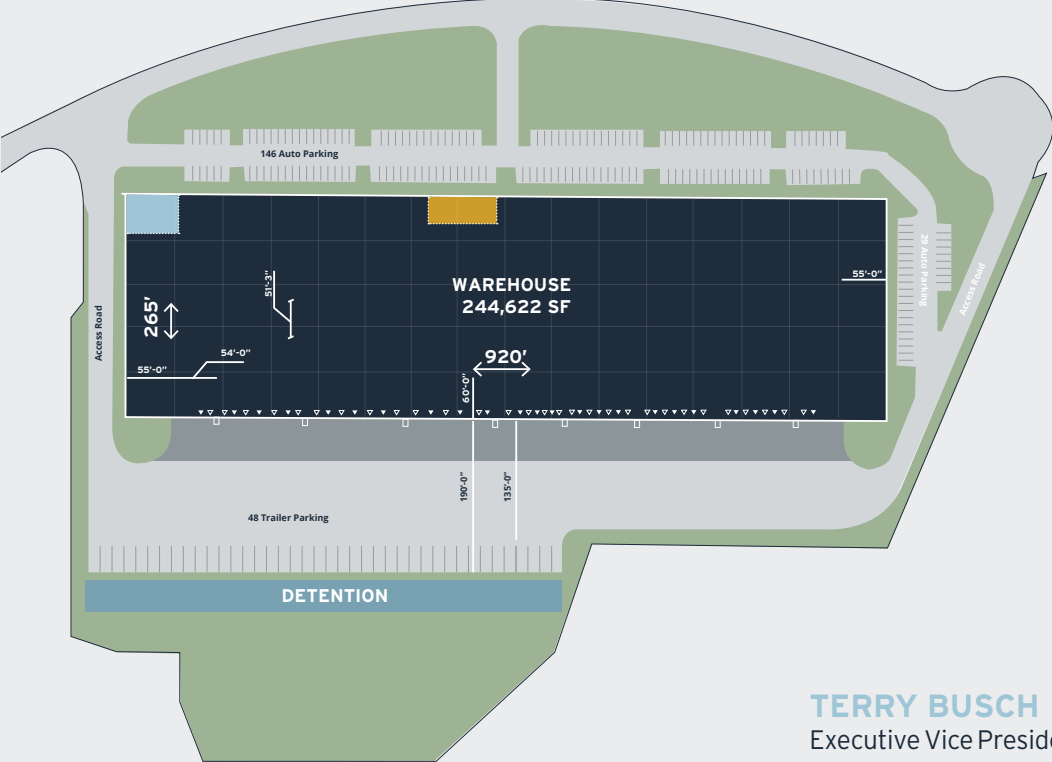 146 Auto Parking
29 Auto Parking
Access Road
WAREHOUSE
244,622 SF
51'-3"
55'-0"
265'
Access Road
54'-0"
55'-0"
920'
60'-0"
190'-0"
135'-0"
48 Trailer Parking
DETENTION
TERRY BUSCH
Executive Vice Preside